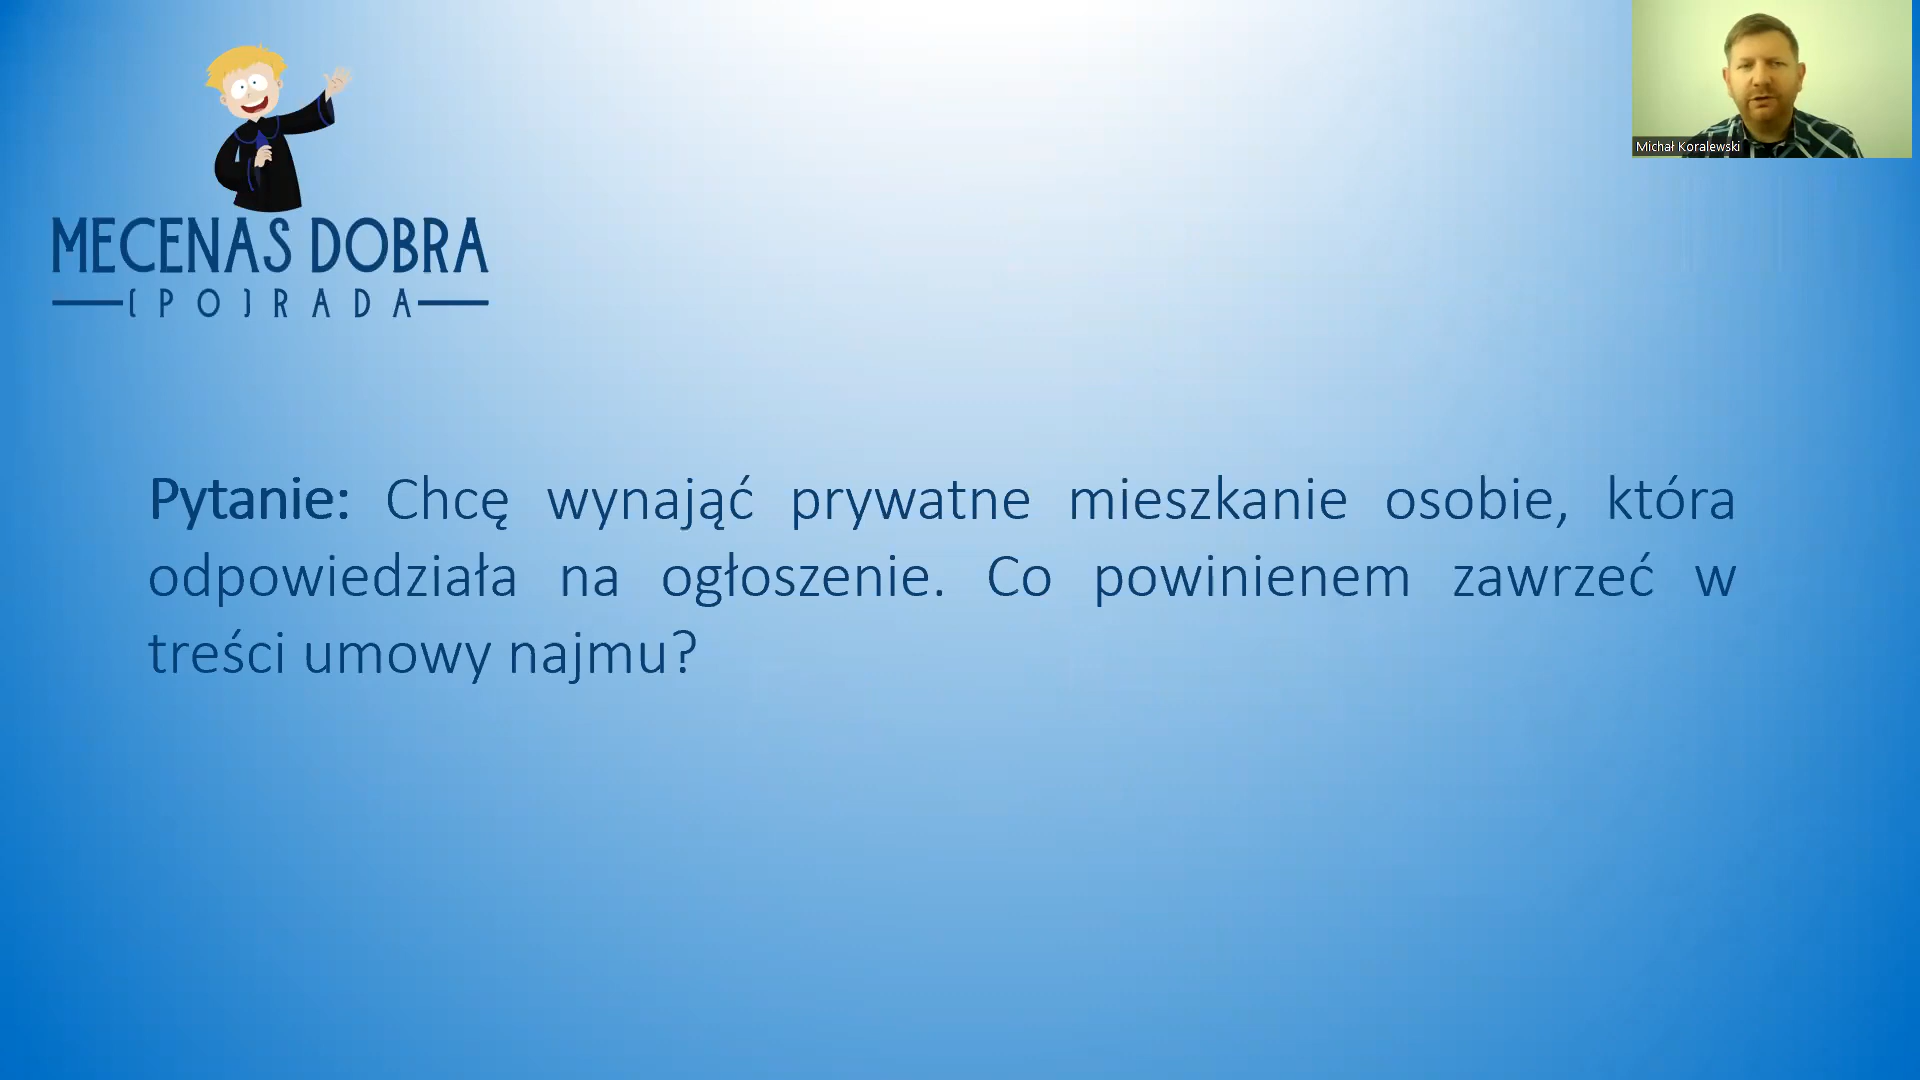 Michał Koralewski
MECENAS DOBRA
(PO)RADA
Pytanie: Chcę wynająć prywatne mieszkanie osobie, która
odpowiedziała na ogłoszenie. Co powinienem zawrzeć w
treści umowy najmu?